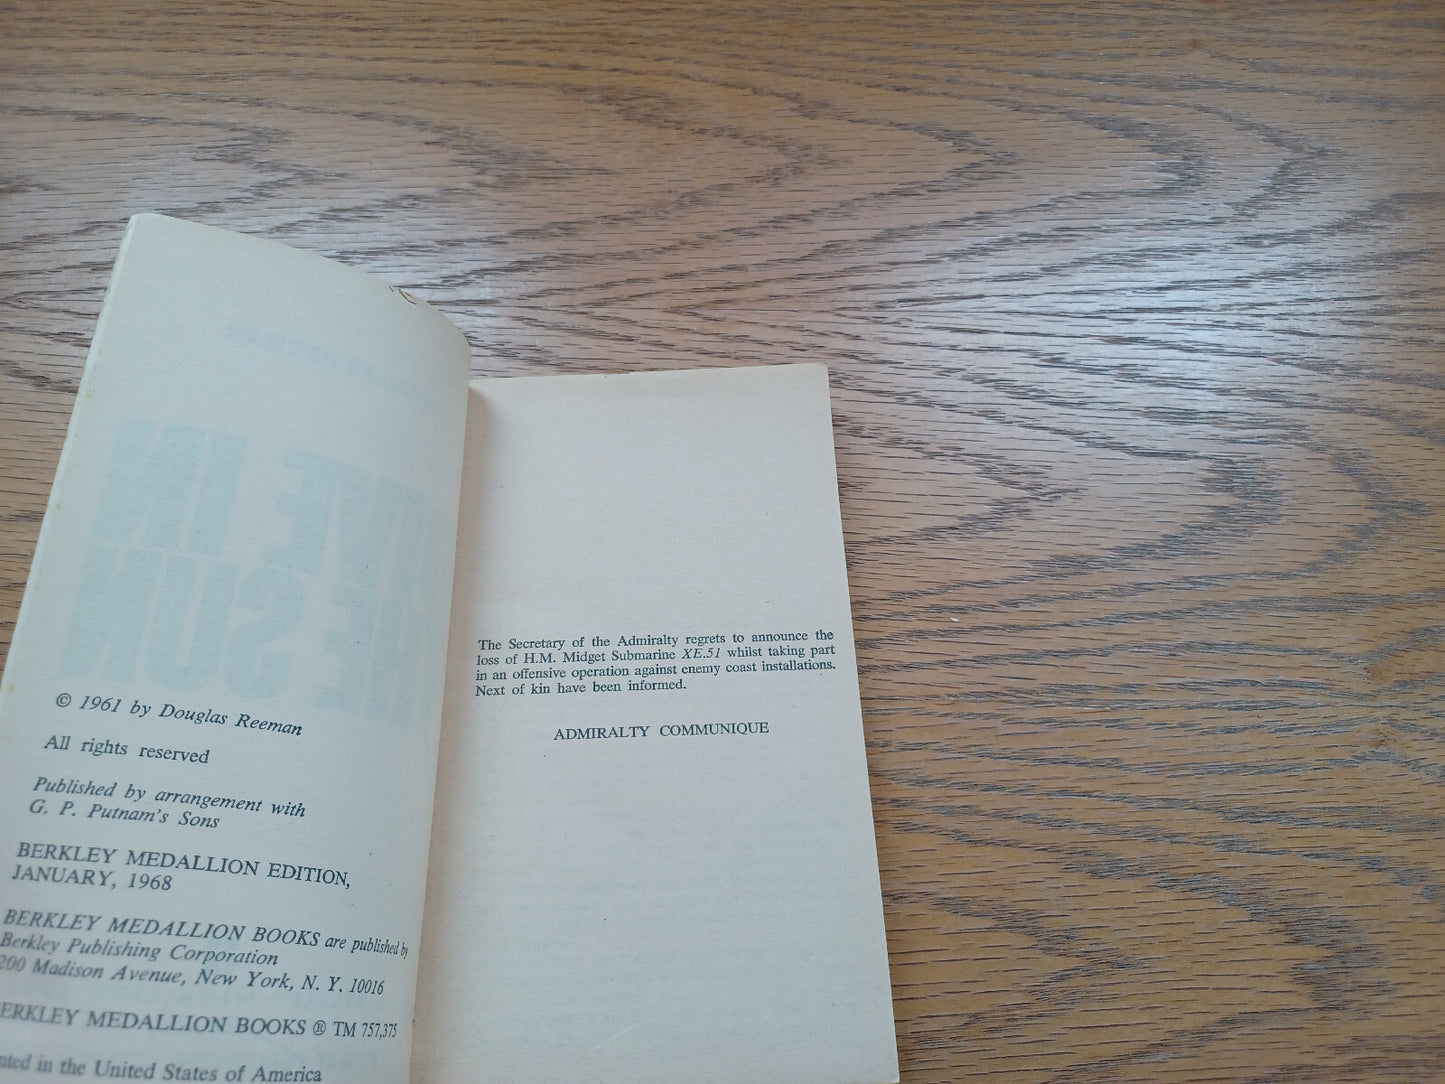 © 1961 by Douglas Reeman
All rights reserved
Published by arrangement with
G. P. Putnam's Sons
BERKLEY MEDALLION EDITION,
JANUARY, 1968
BERKLEY MEDALLION BOOKS are published by
Berkley Publishing Corporation
200 Madison Avenue, New York, N. Y. 10016
MEDALLION BOOKS ® TM 757,375
in the United States of America
The Secretary of the Admiralty regrets to announce the
loss of H.M. Midget Submarine XE.51 whilst taking part
in an offensive operation against enemy coast installations.
Next of kin have been informed.
ADMIRALTY COMMUNIQUE